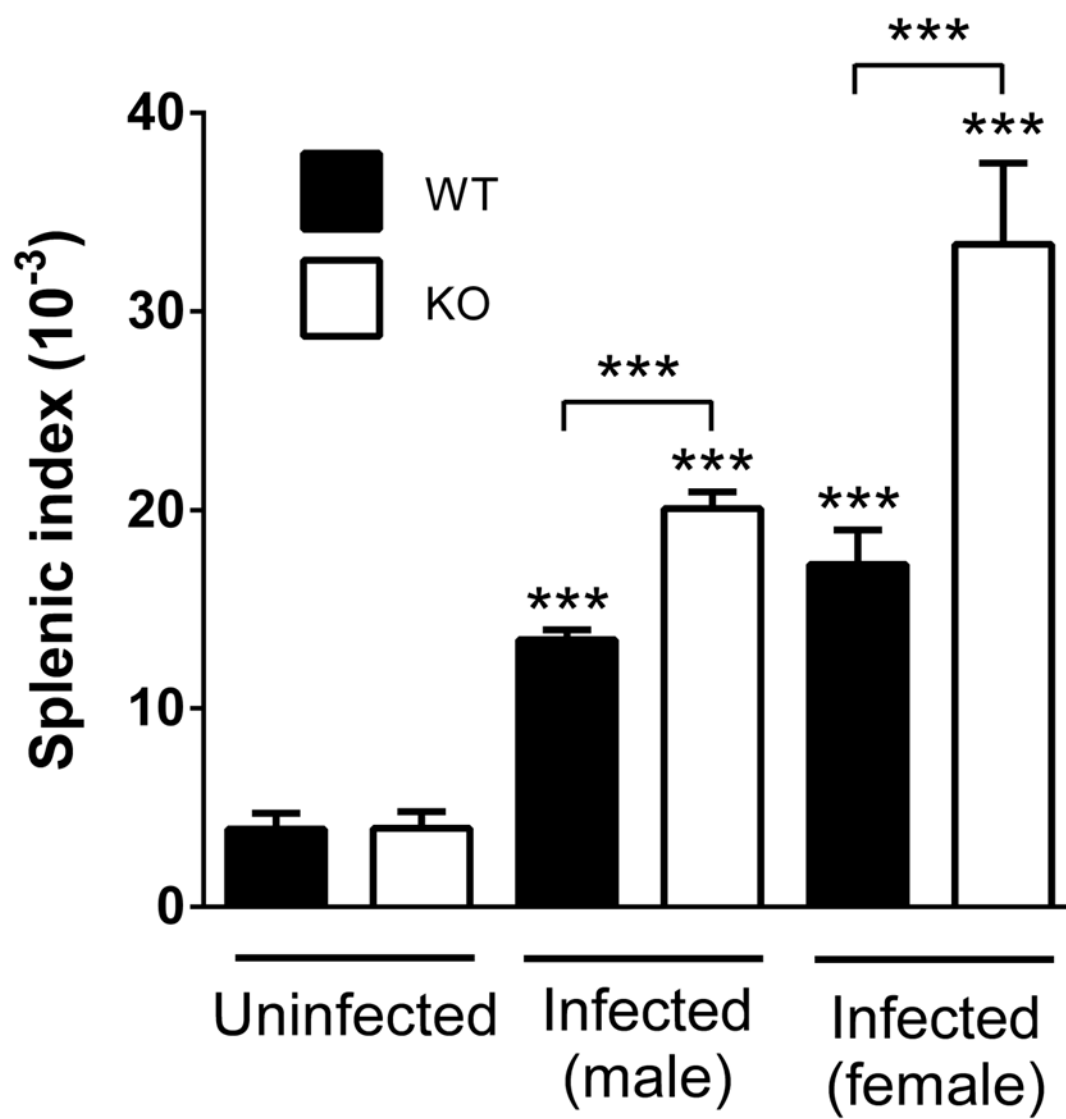 ***
***
40
WT
KO
30
20
10
0
Splenic index (10⁻³)
***
***
***
***
Uninfected
Infected
(male)
Infected
(female)